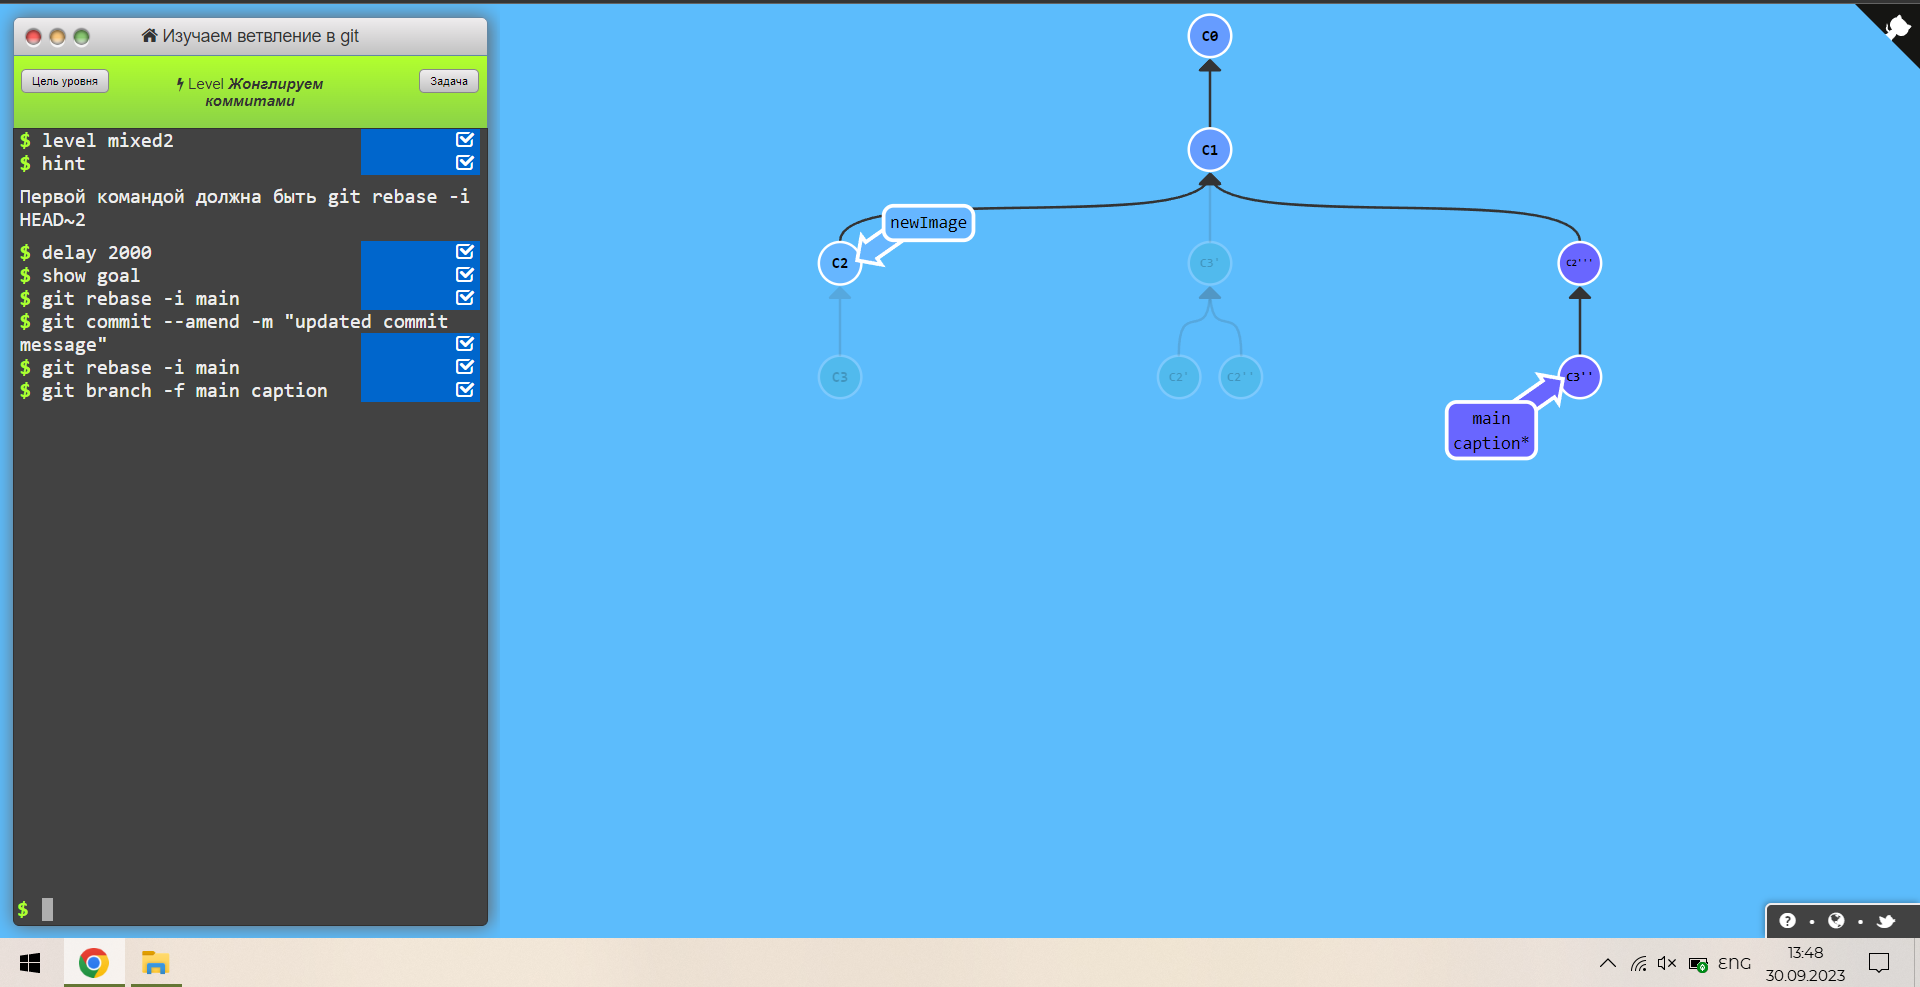 Изучаем ветвление в git
Цель уровня
Level Жонглируем
коммитами
Задача
$ level mixed2
$ hint
Первой командой должна быть git rebase -i
HEAD~2
$ delay 2000
$ show goal
$ git rebase -i main
$ git commit --amend -m "updated commit
message"
$ git rebase -i main
$ git branch -f main caption
$
C0
C1
newImage
C2
C3'
C2'''
C3
C2'
C2''
C3''
main
caption*
ENG
13:48
30.09.2023